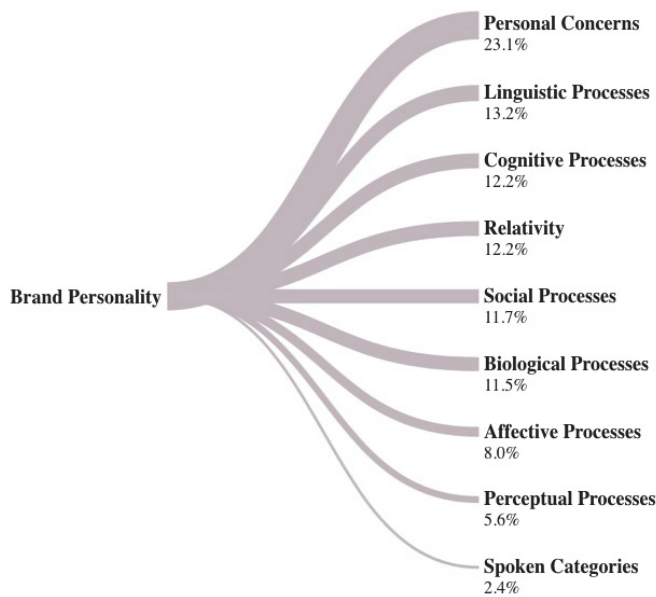 Personal Concerns
23.1%
Linguistic Processes
13.2%
Cognitive Processes
12.2%
Relativity
12.2%
Brand Personality
Social Processes
11.7%
Biological Processes
11.5%
Affective Processes
8.0%
Perceptual Processes
5.6%
Spoken Categories
2.4%